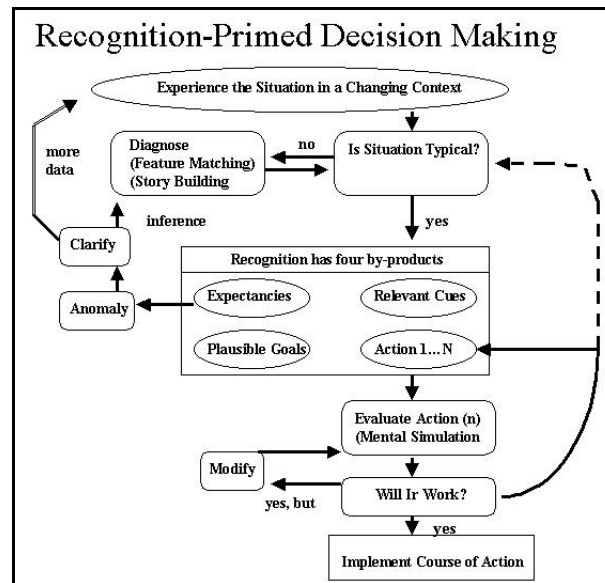 Recognition-Primed Decision Making
Experience the Situation in a Changing Context
more
data
Diagnose
(Feature Matching)
(Story Building
no
Is Situation Typical?
inference
yes
Clarify
Recognition has four by-products
Anomaly
Expectancies
Relevant Cues
Plausible Goals
Action 1...N
Evaluate Action (n)
(Mental Simulation
Modify
yes, but
Will Ir Work?
yes
Implement Course of Action